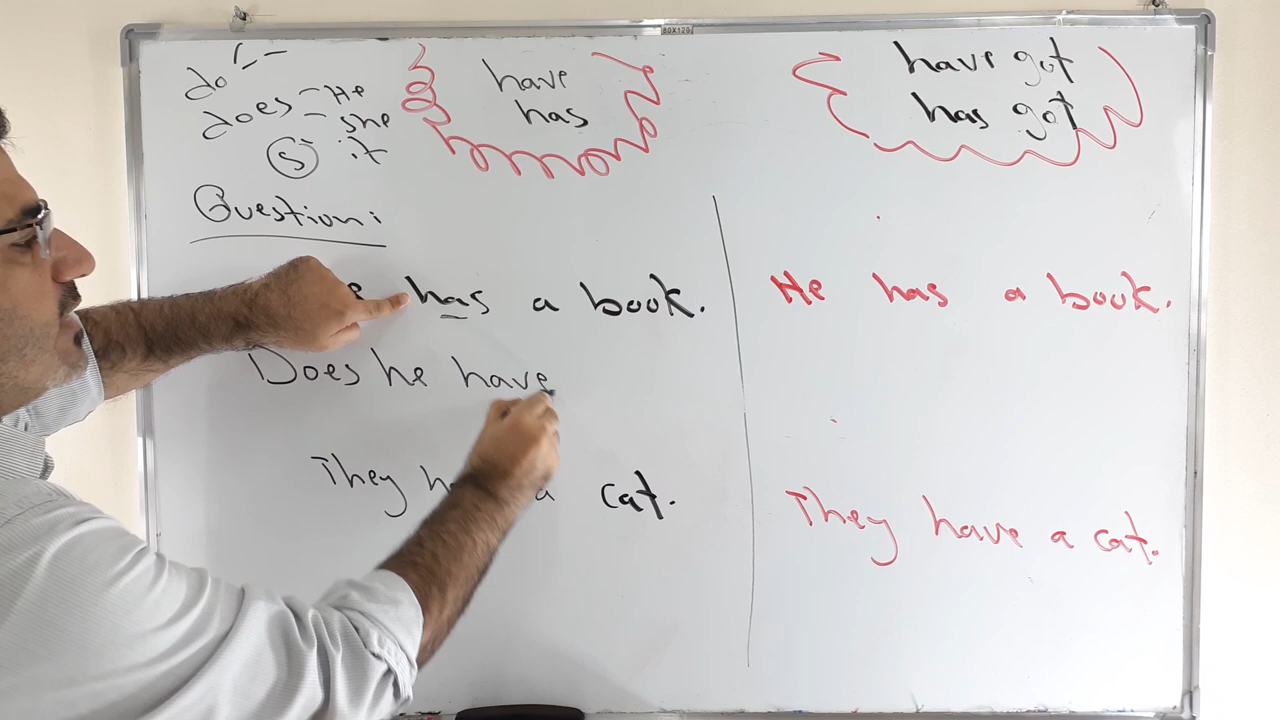 80X120
do
does – He
– she
(s) it
have
has
have got
has got
Question:
has a book.
Does he have
They a cat.
He has a book.
They have a cat.